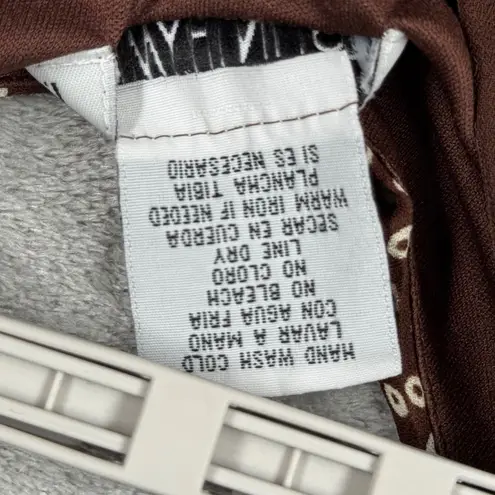 HAND WASH COLD
LAVAR A MANO
CON AGUA FRIA
NO BLEACH
NO CLORO
LINE DRY
SECAR EN CUERDA
WARM IRON IF NEEDED
PLANCHA TIBIA
SI ES NECESARIO